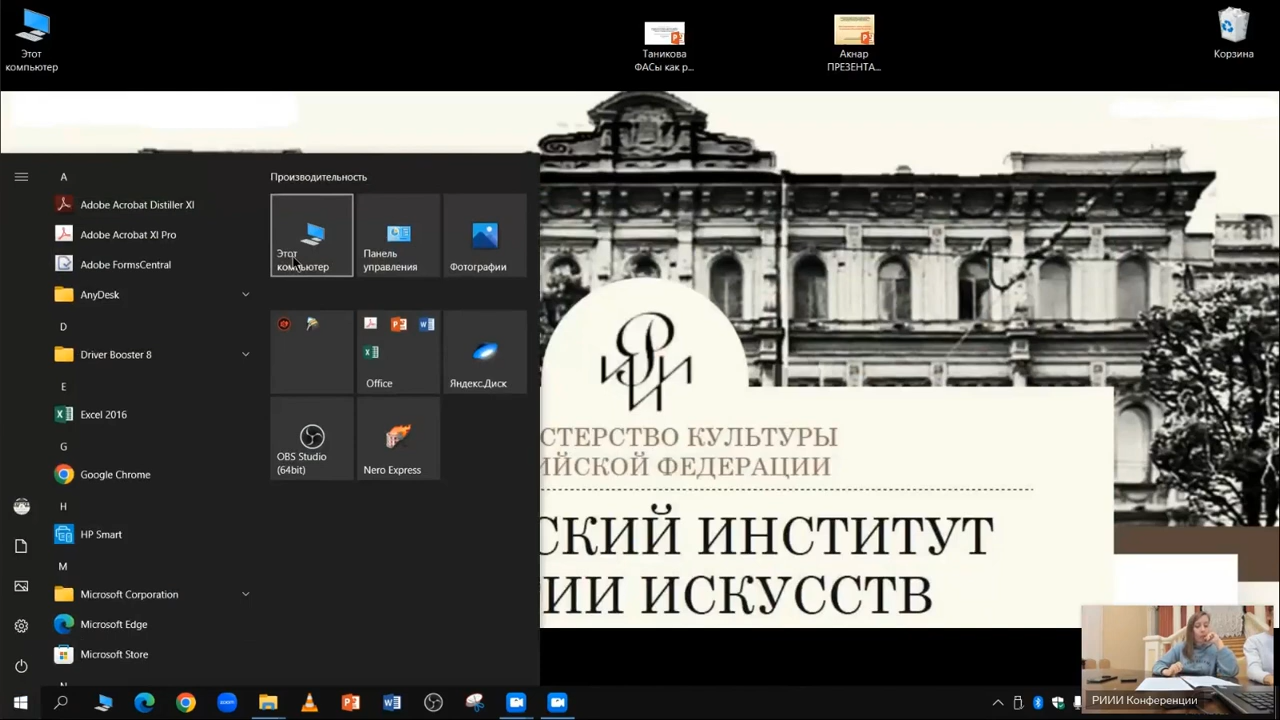 Этот
компьютер
Таникова
ФАСы как р...
Акнар
ПРЕЗЕНТА...
Корзина
A
Adobe Acrobat Distiller XI
Adobe Acrobat XI Pro
Adobe FormsCentral
AnyDesk
D
Driver Booster 8
E
Excel 2016
G
Google Chrome
H
HP Smart
M
Microsoft Corporation
Microsoft Edge
Microsoft Store
Производительность
Этот
компьютер
Панель
управления
Фотографии
Office
Яндекс.Диск
OBS Studio
(64bit)
Nero Express
РИИИ
СТЕРСТВО КУЛЬТУРЫ
ИЙСКОЙ ФЕДЕРАЦИИ
СКИЙ ИНСТИТУТ
ИИ ИСКУССТВ
zoom
РИИИ Конференции